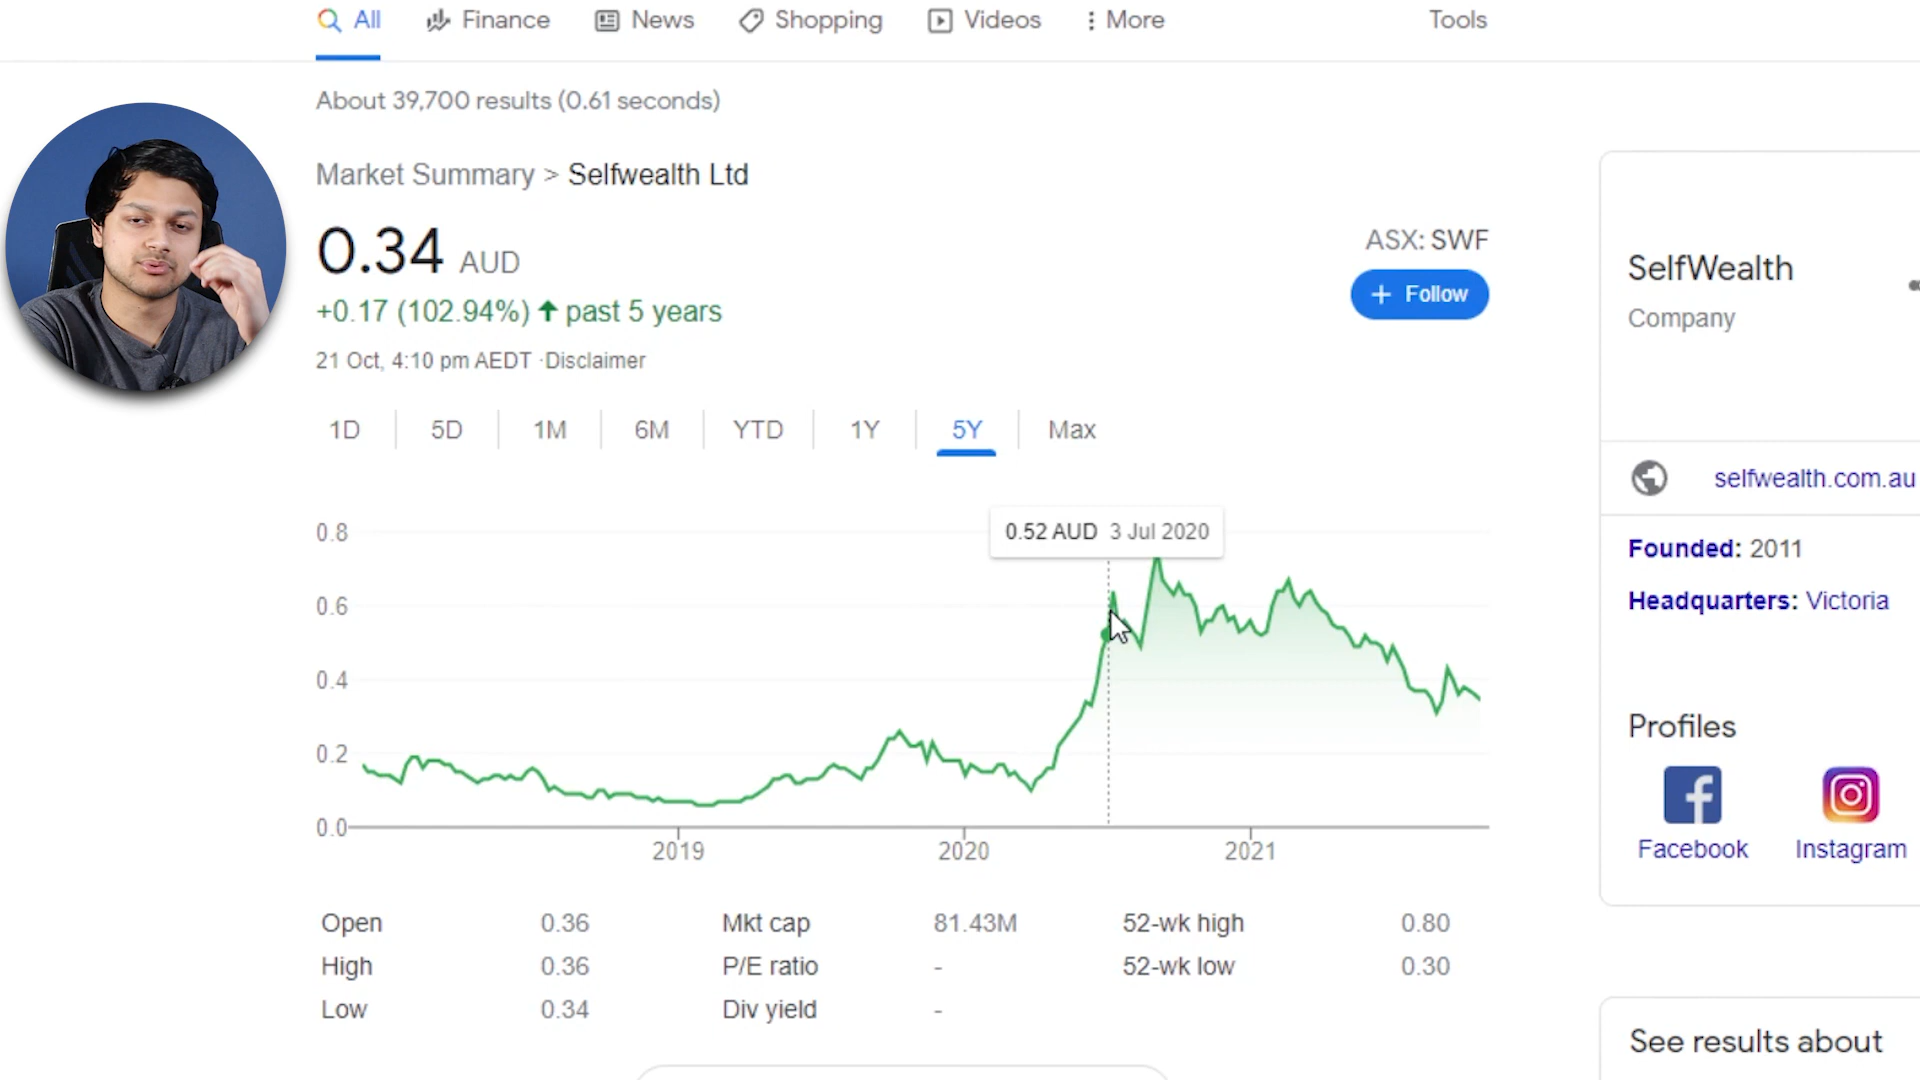 All
Finance
News
Shopping
Videos
More
Tools
About 39,700 results (0.61 seconds)
Market Summary > Selfwealth Ltd
0.34 AUD
+0.17 (102.94%) past 5 years
21 Oct, 4:10 pm AEDT ·Disclaimer
ASX: SWF
+ Follow
1D
5D
1M
6M
YTD
1Y
5Y
Max
0.52 AUD 3 Jul 2020
0.8
0.6
0.4
0.2
0.0
2019
2020
2021
Open 0.36
High 0.36
Low 0.34
Mkt cap 81.43M
P/E ratio -
Div yield -
52-wk high 0.80
52-wk low 0.30
SelfWealth
Company
selfwealth.com.au
Founded: 2011
Headquarters: Victoria
Profiles
Facebook
Instagram
See results about